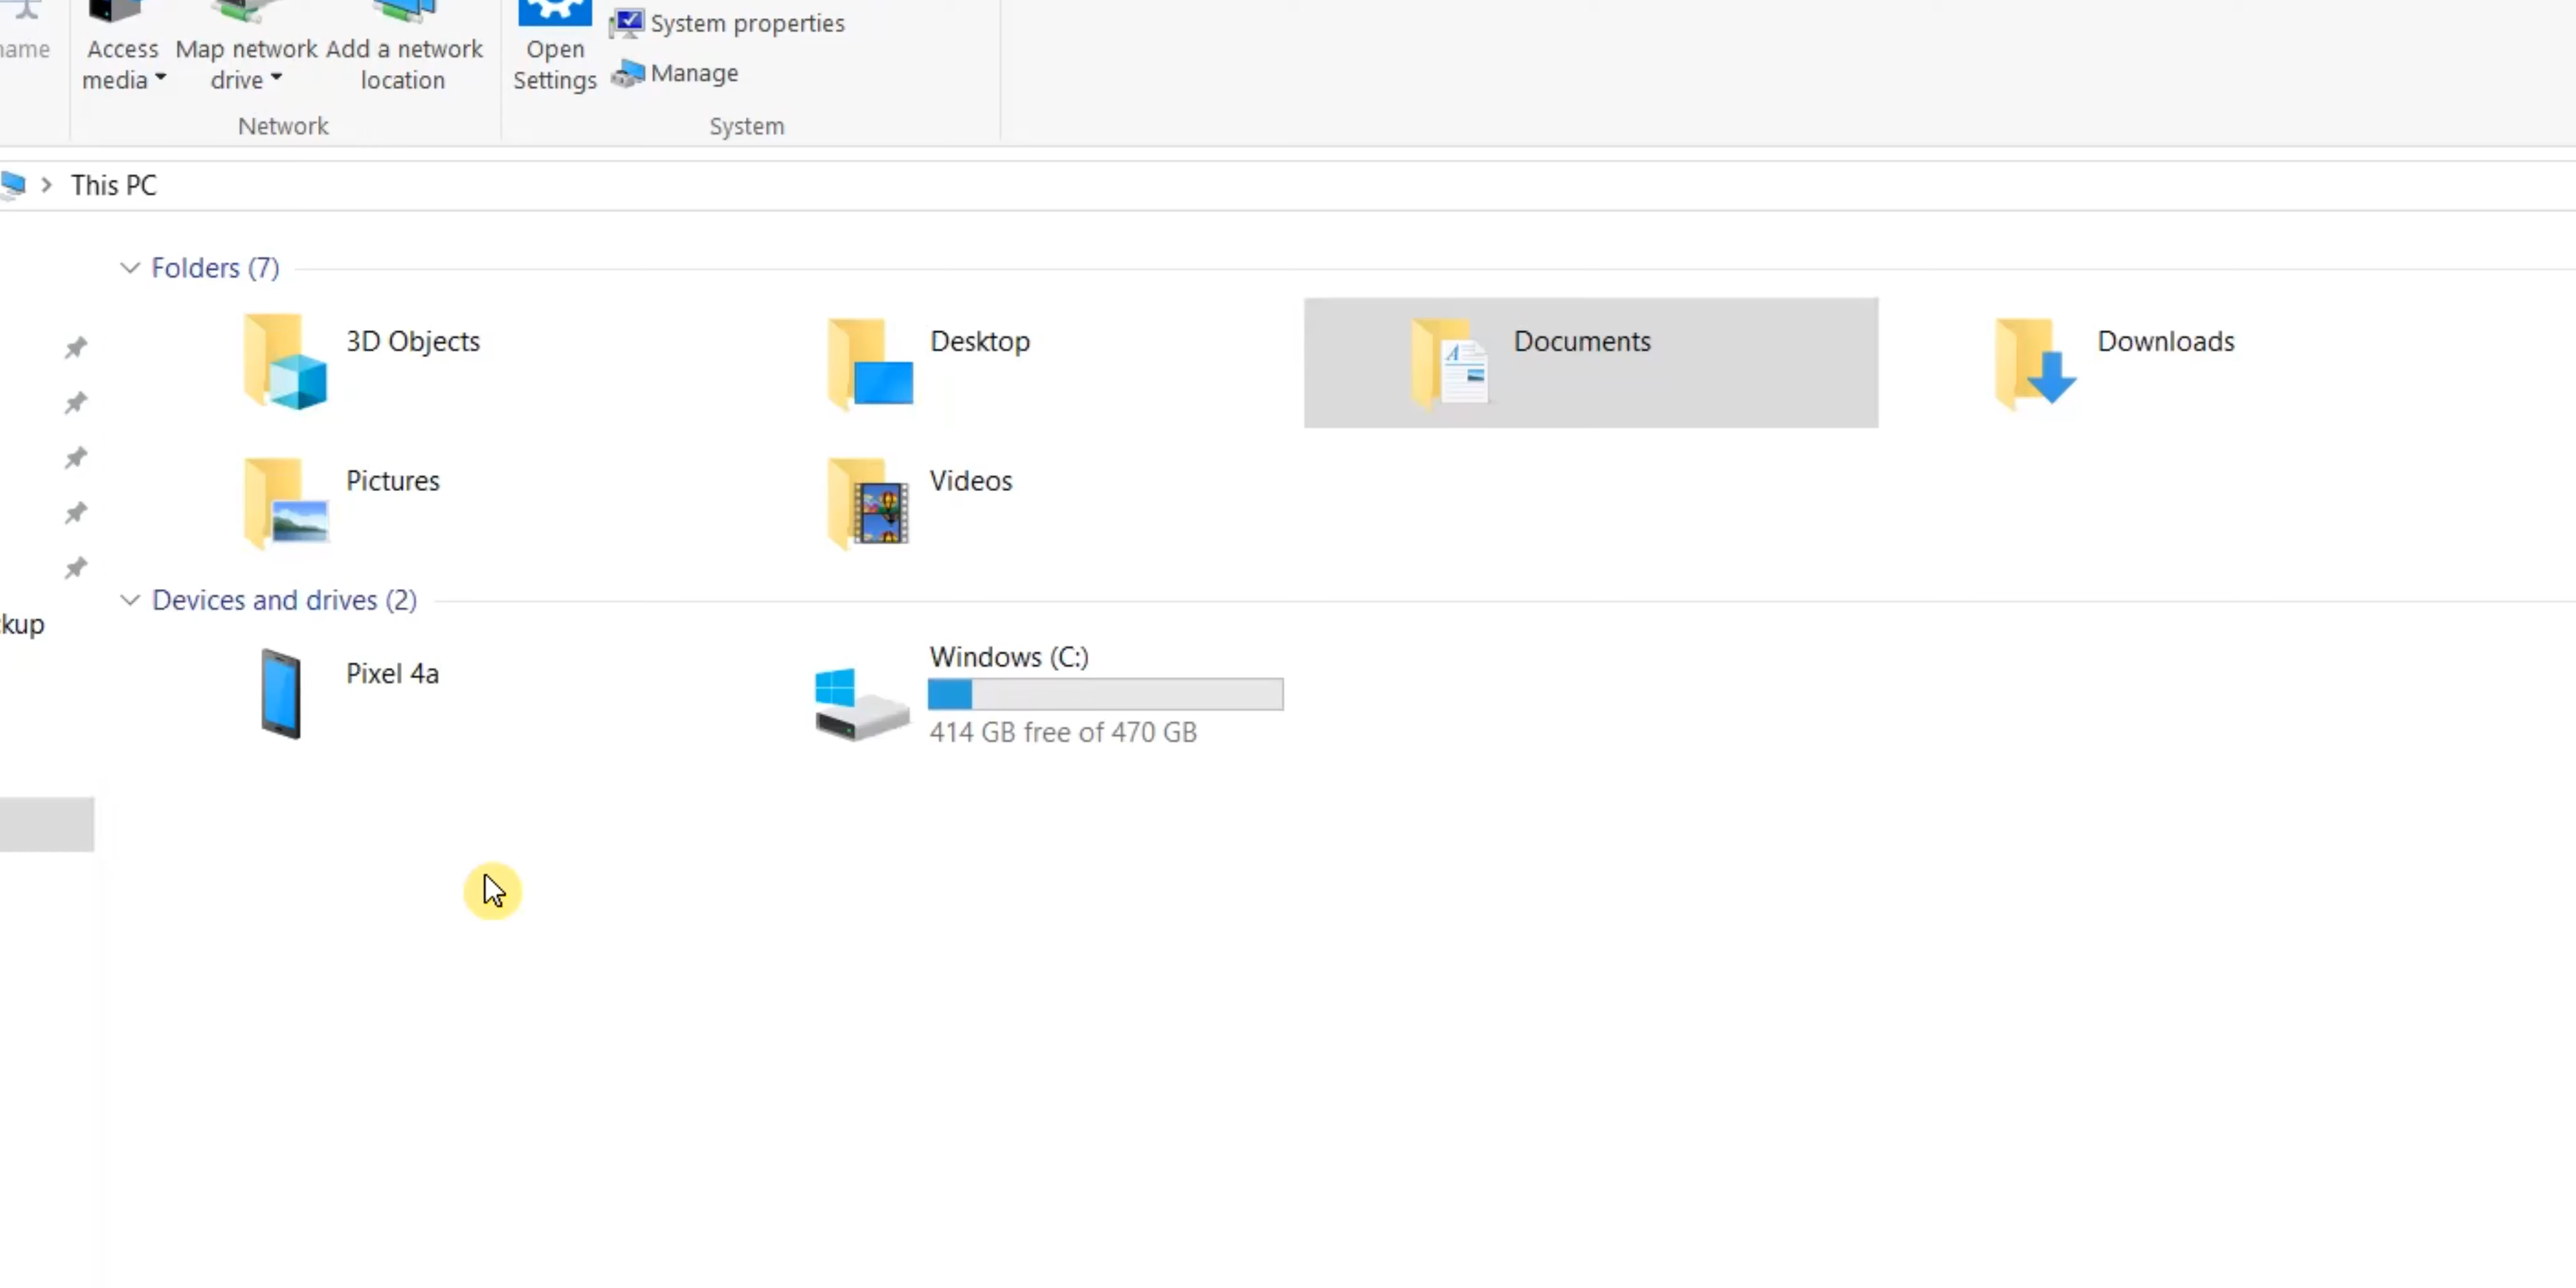 name
Access media
Map network drive
Add a network location
Open Settings
System properties
Manage
Network
System
This PC
Folders (7)
3D Objects
Desktop
Documents
Downloads
Pictures
Videos
Devices and drives (2)
kup
Pixel 4a
Windows (C:)
414 GB free of 470 GB